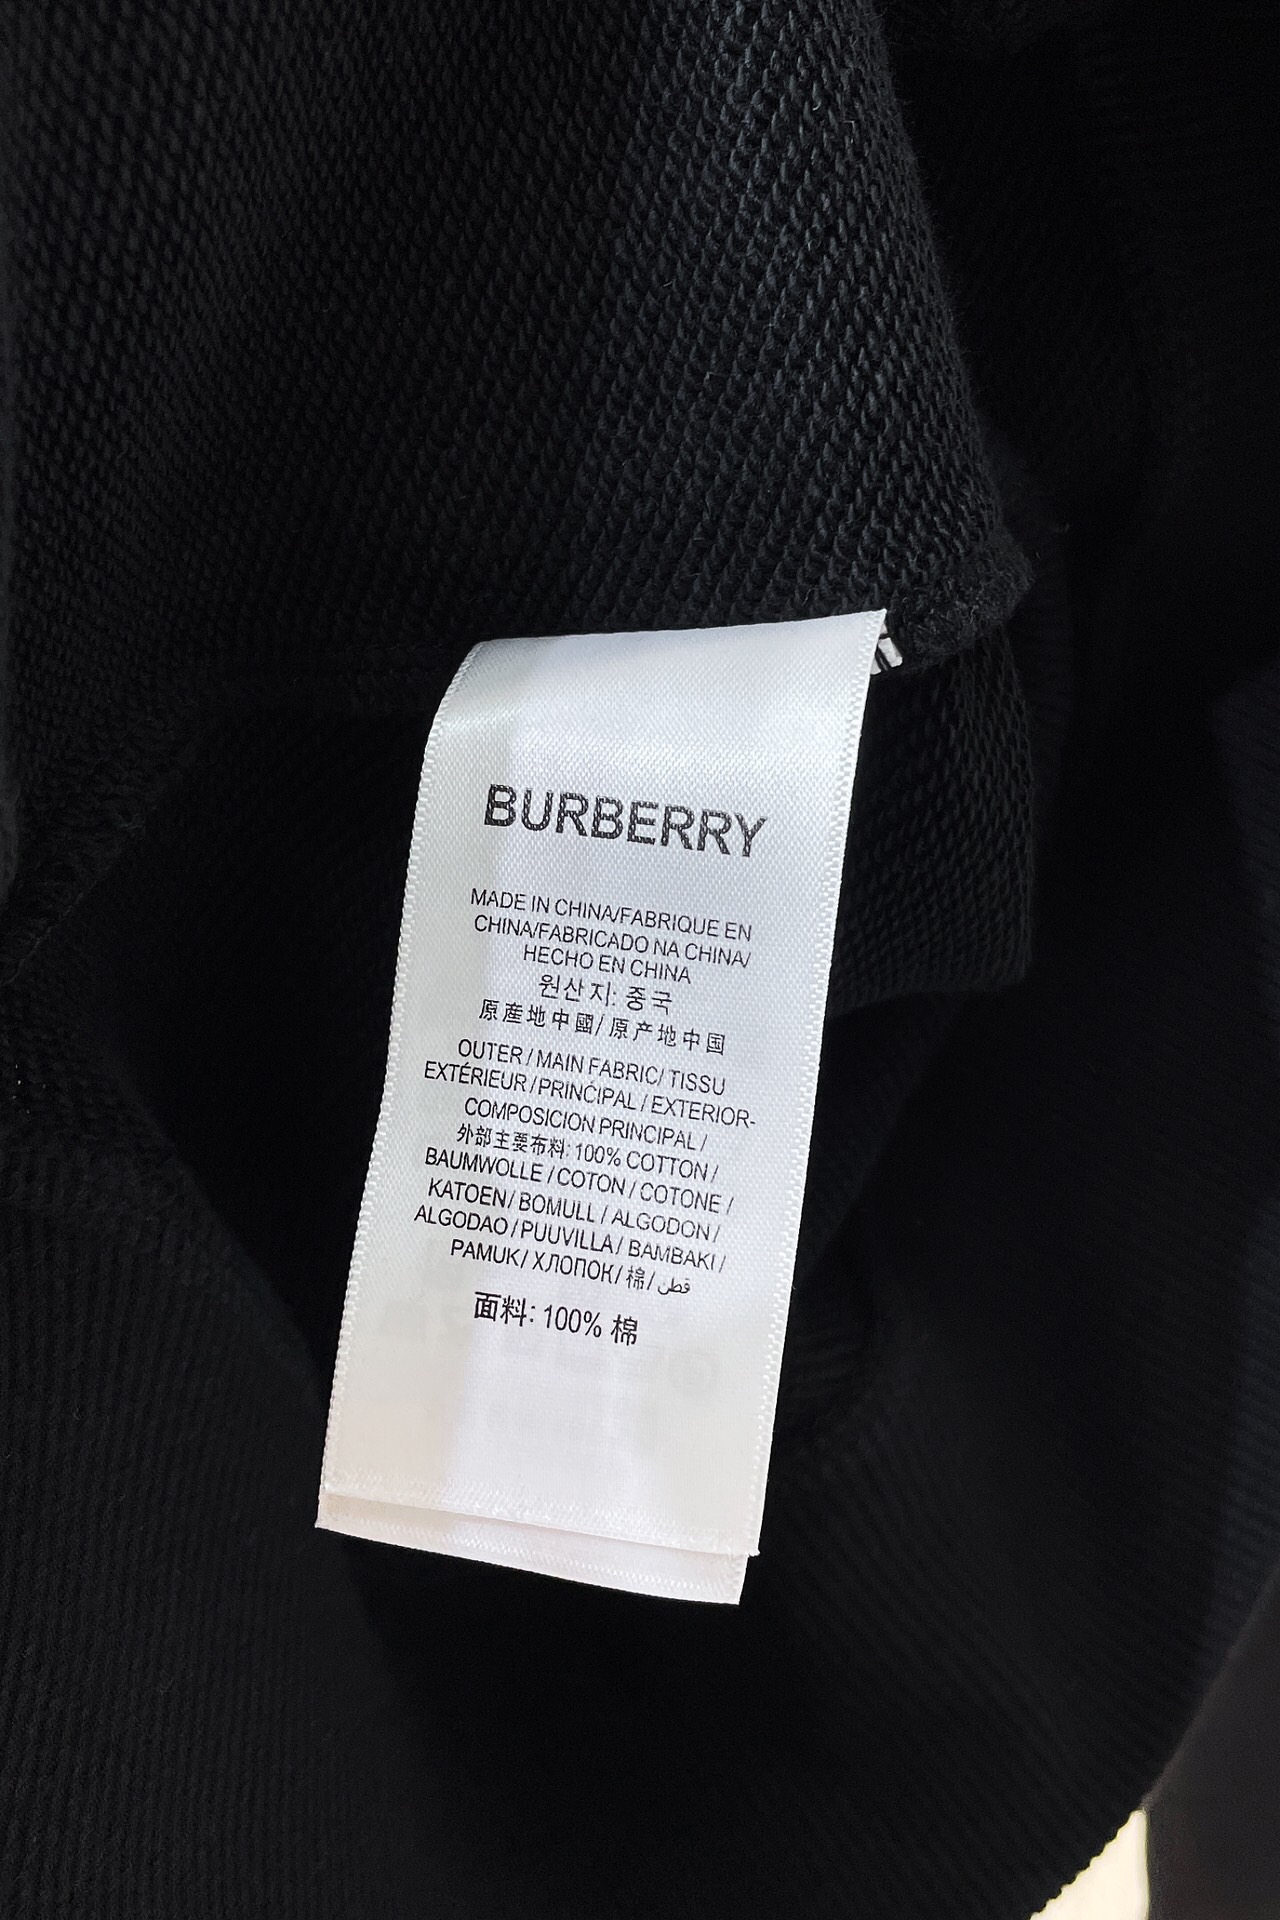 BURBERRY
MADE IN CHINA/FABRIQUE EN
CHINA/FABRICADO NA CHINA/
HECHO EN CHINA
원산지: 중국
原產地中國/原产地中国
OUTER/MAIN FABRIC/TISSU
EXTÉRIEUR/PRINCIPAL/EXTERIOR-
COMPOSICION PRINCIPAL/
外部主要布料: 100% COTTON/
BAUMWOLLE/COTON/COTONE/
KATOEN/BOMULL/ALGODON/
ALGODAO/PUUVILLA/BAMBAKI/
PAMUK/ХЛОПОК/棉/قطن
面料: 100% 棉